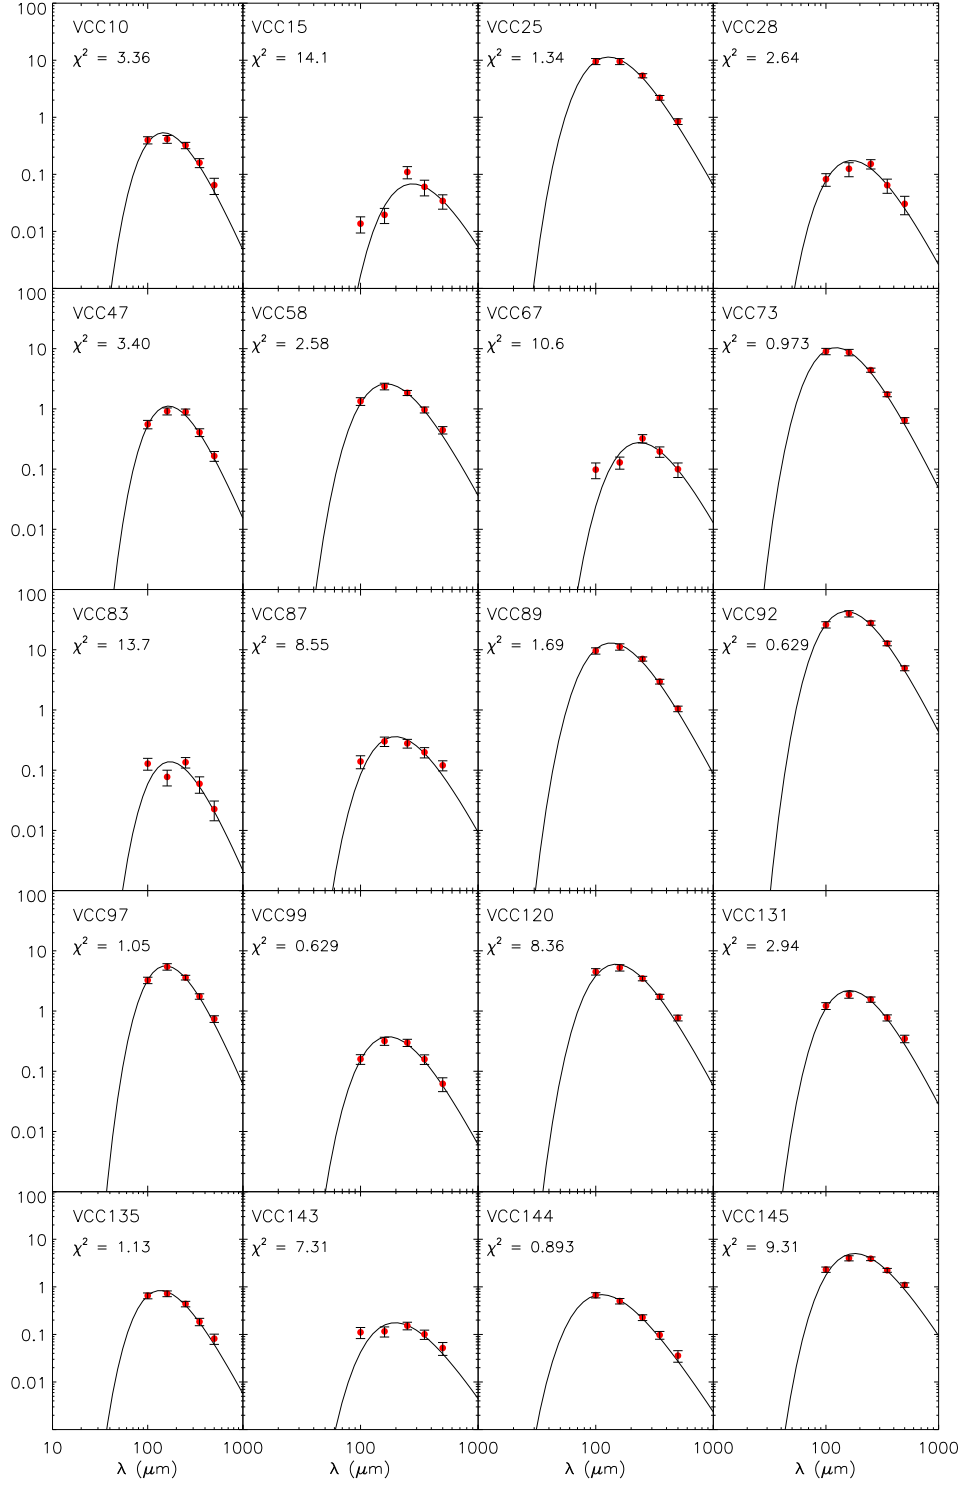 100
10
1
0.1
0.01
VCC10
χ² = 3.36
VCC15
χ² = 14.1
VCC25
χ² = 1.34
VCC28
χ² = 2.64
100
10
1
0.1
0.01
VCC47
χ² = 3.40
VCC58
χ² = 2.58
VCC67
χ² = 10.6
VCC73
χ² = 0.973
100
10
1
0.1
0.01
VCC83
χ² = 13.7
VCC87
χ² = 8.55
VCC89
χ² = 1.69
VCC92
χ² = 0.629
100
10
1
0.1
0.01
VCC97
χ² = 1.05
VCC99
χ² = 0.629
VCC120
χ² = 8.36
VCC131
χ² = 2.94
100
10
1
0.1
0.01
VCC135
χ² = 1.13
VCC143
χ² = 7.31
VCC144
χ² = 0.893
VCC145
χ² = 9.31
10 100 1000 100 1000 100 1000 100 1000
λ (μm) λ (μm) λ (μm) λ (μm)